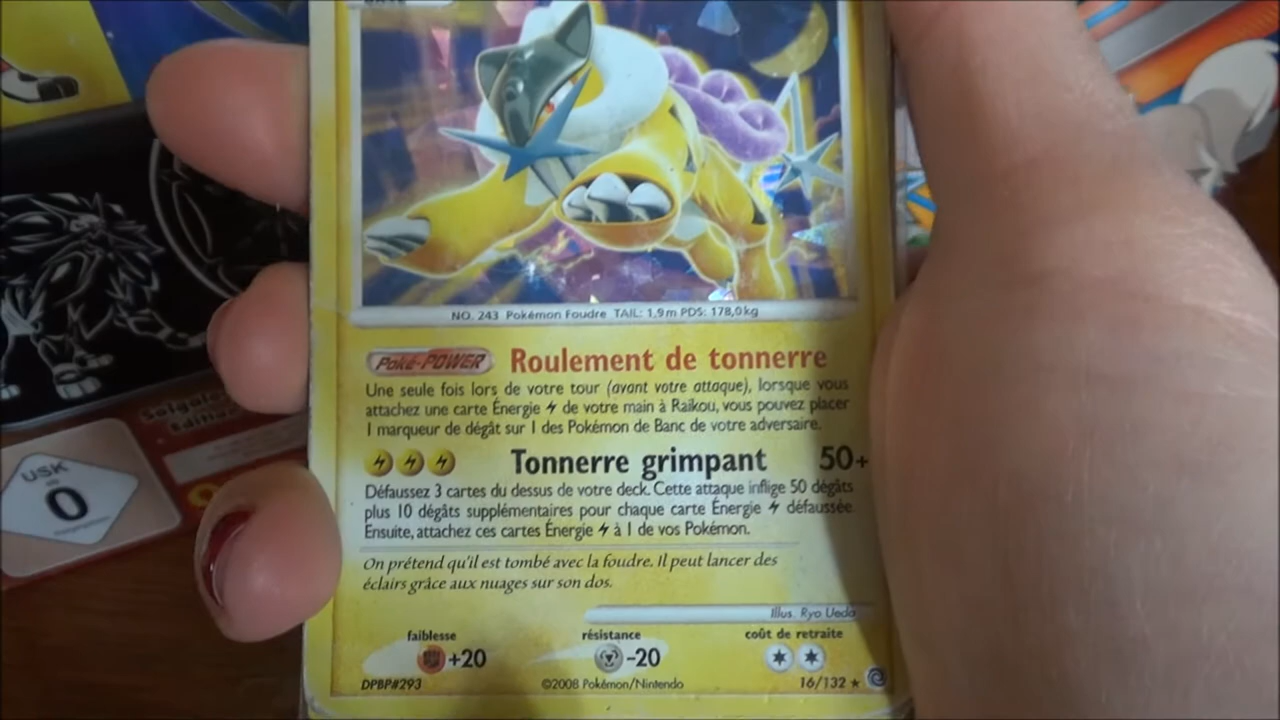 NO. 243 Pokémon Foudre TAIL: 1,9m PDS: 178,0kg
Poké-POWER Roulement de tonnerre
Une seule fois lors de votre tour (avant votre attaque), lorsque vous
attachez une carte Énergie de votre main à Raikou, vous pouvez placer
1 marqueur de dégât sur 1 des Pokémon de Banc de votre adversaire.
Tonnerre grimpant 50+
Défaussez 3 cartes du dessus de votre deck. Cette attaque inflige 50 dégâts
plus 10 dégâts supplémentaires pour chaque carte Énergie défaussée.
Ensuite, attachez ces cartes Énergie à 1 de vos Pokémon.
On prétend qu'il est tombé avec la foudre. Il peut lancer des
éclairs grâce aux nuages sur son dos.
Illus. Ryo Ueda
faiblesse résistance coût de retraite
+20 -20
DPBP#293 ©2008 Pokémon/Nintendo 16/132
USK
0
Solgaleo
Edition